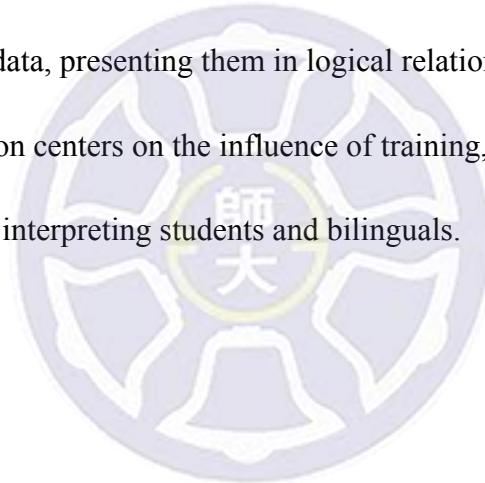 data, presenting them in logical relation
on centers on the influence of training,
interpreting students and bilinguals.
師大